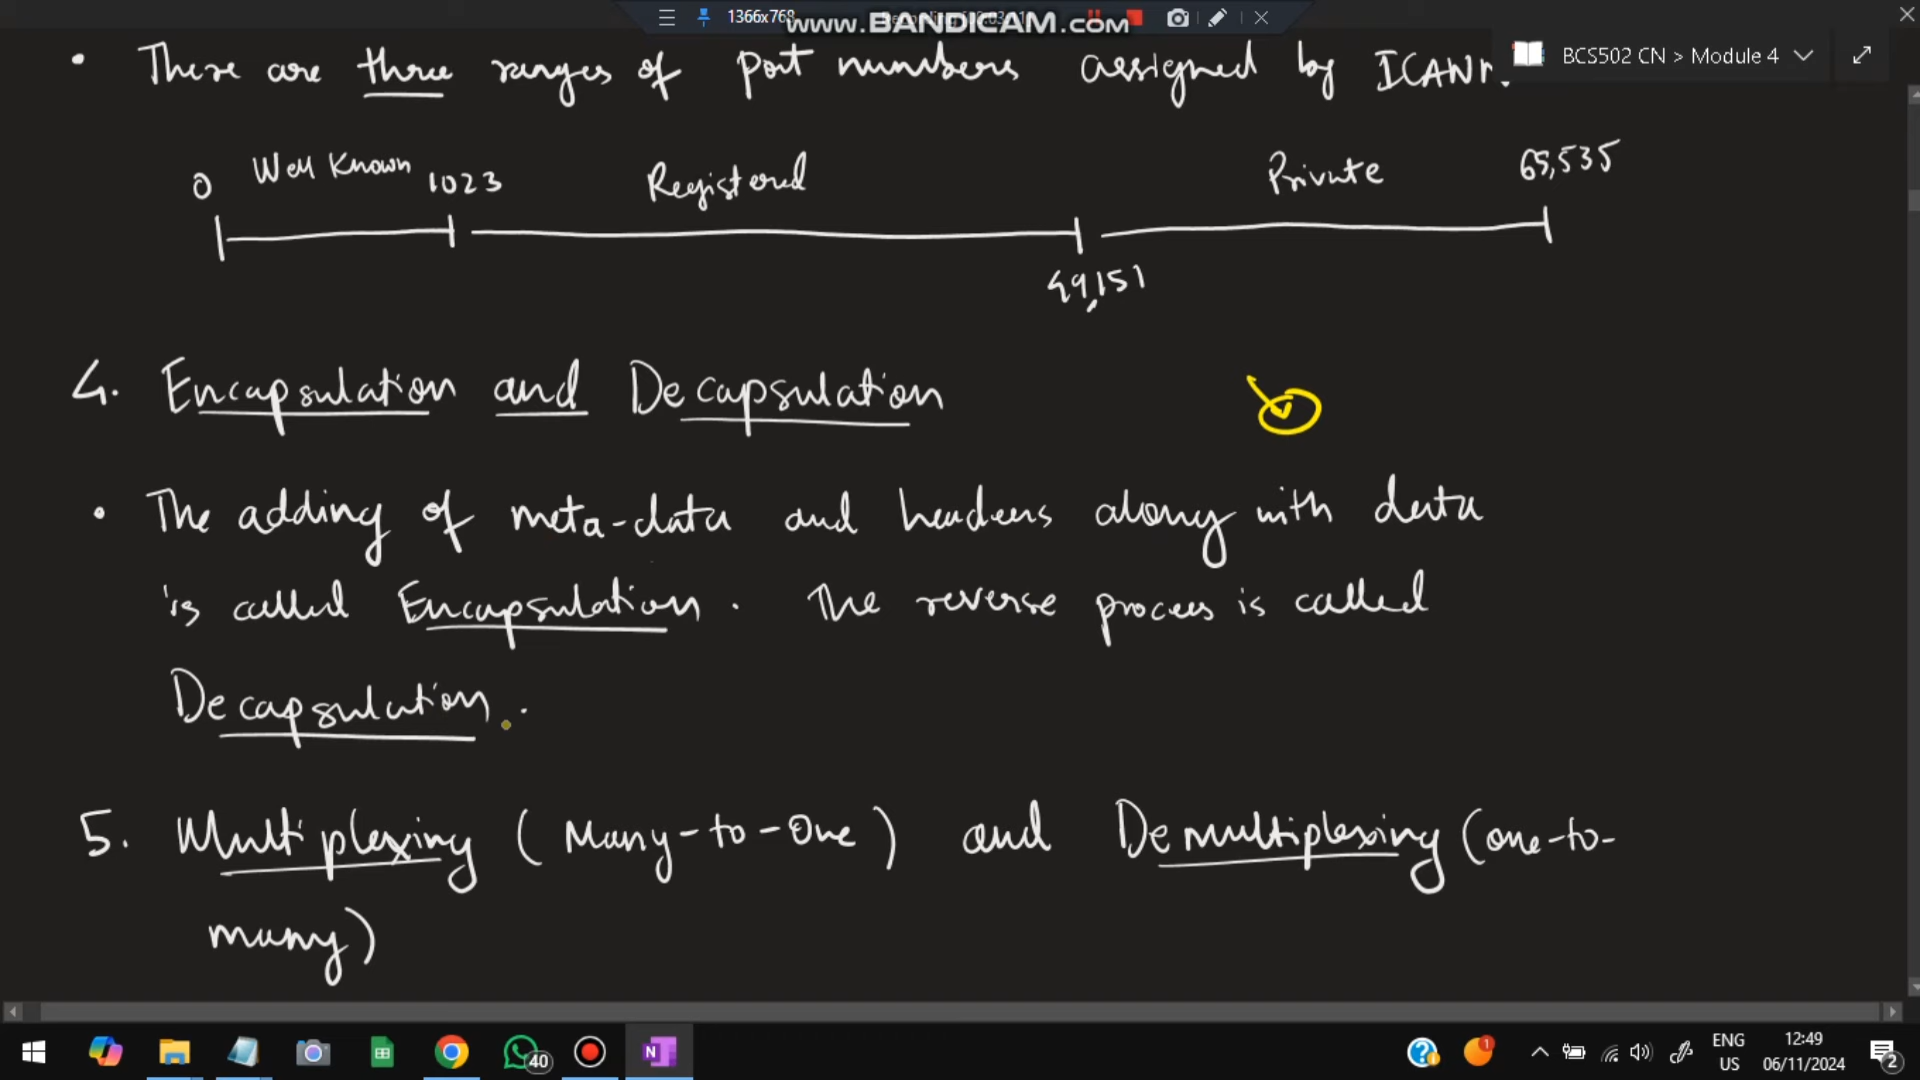 1366x768
www.BANDICAM.com
• There are three ranges of port numbers assigned by ICANN.
BCS502 CN > Module 4
0 Well Known 1023 Registered Private 65,535
49,151
4. Encapsulation and Decapsulation
• The adding of meta-data and headers along with data
is called Encapsulation. The reverse process is called
Decapsulation.
5. Multiplexing (Many-to-One) and Demultiplexing (one-to-
many)
40
N
1
ENG
US
12:49
06/11/2024
2